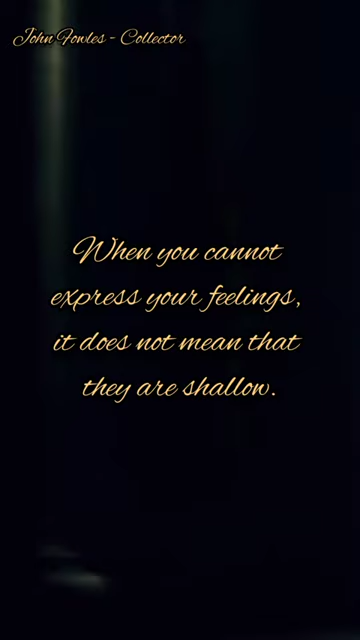 John Fowles - Collector
When you cannot
express your feelings,
it does not mean that
they are shallow.